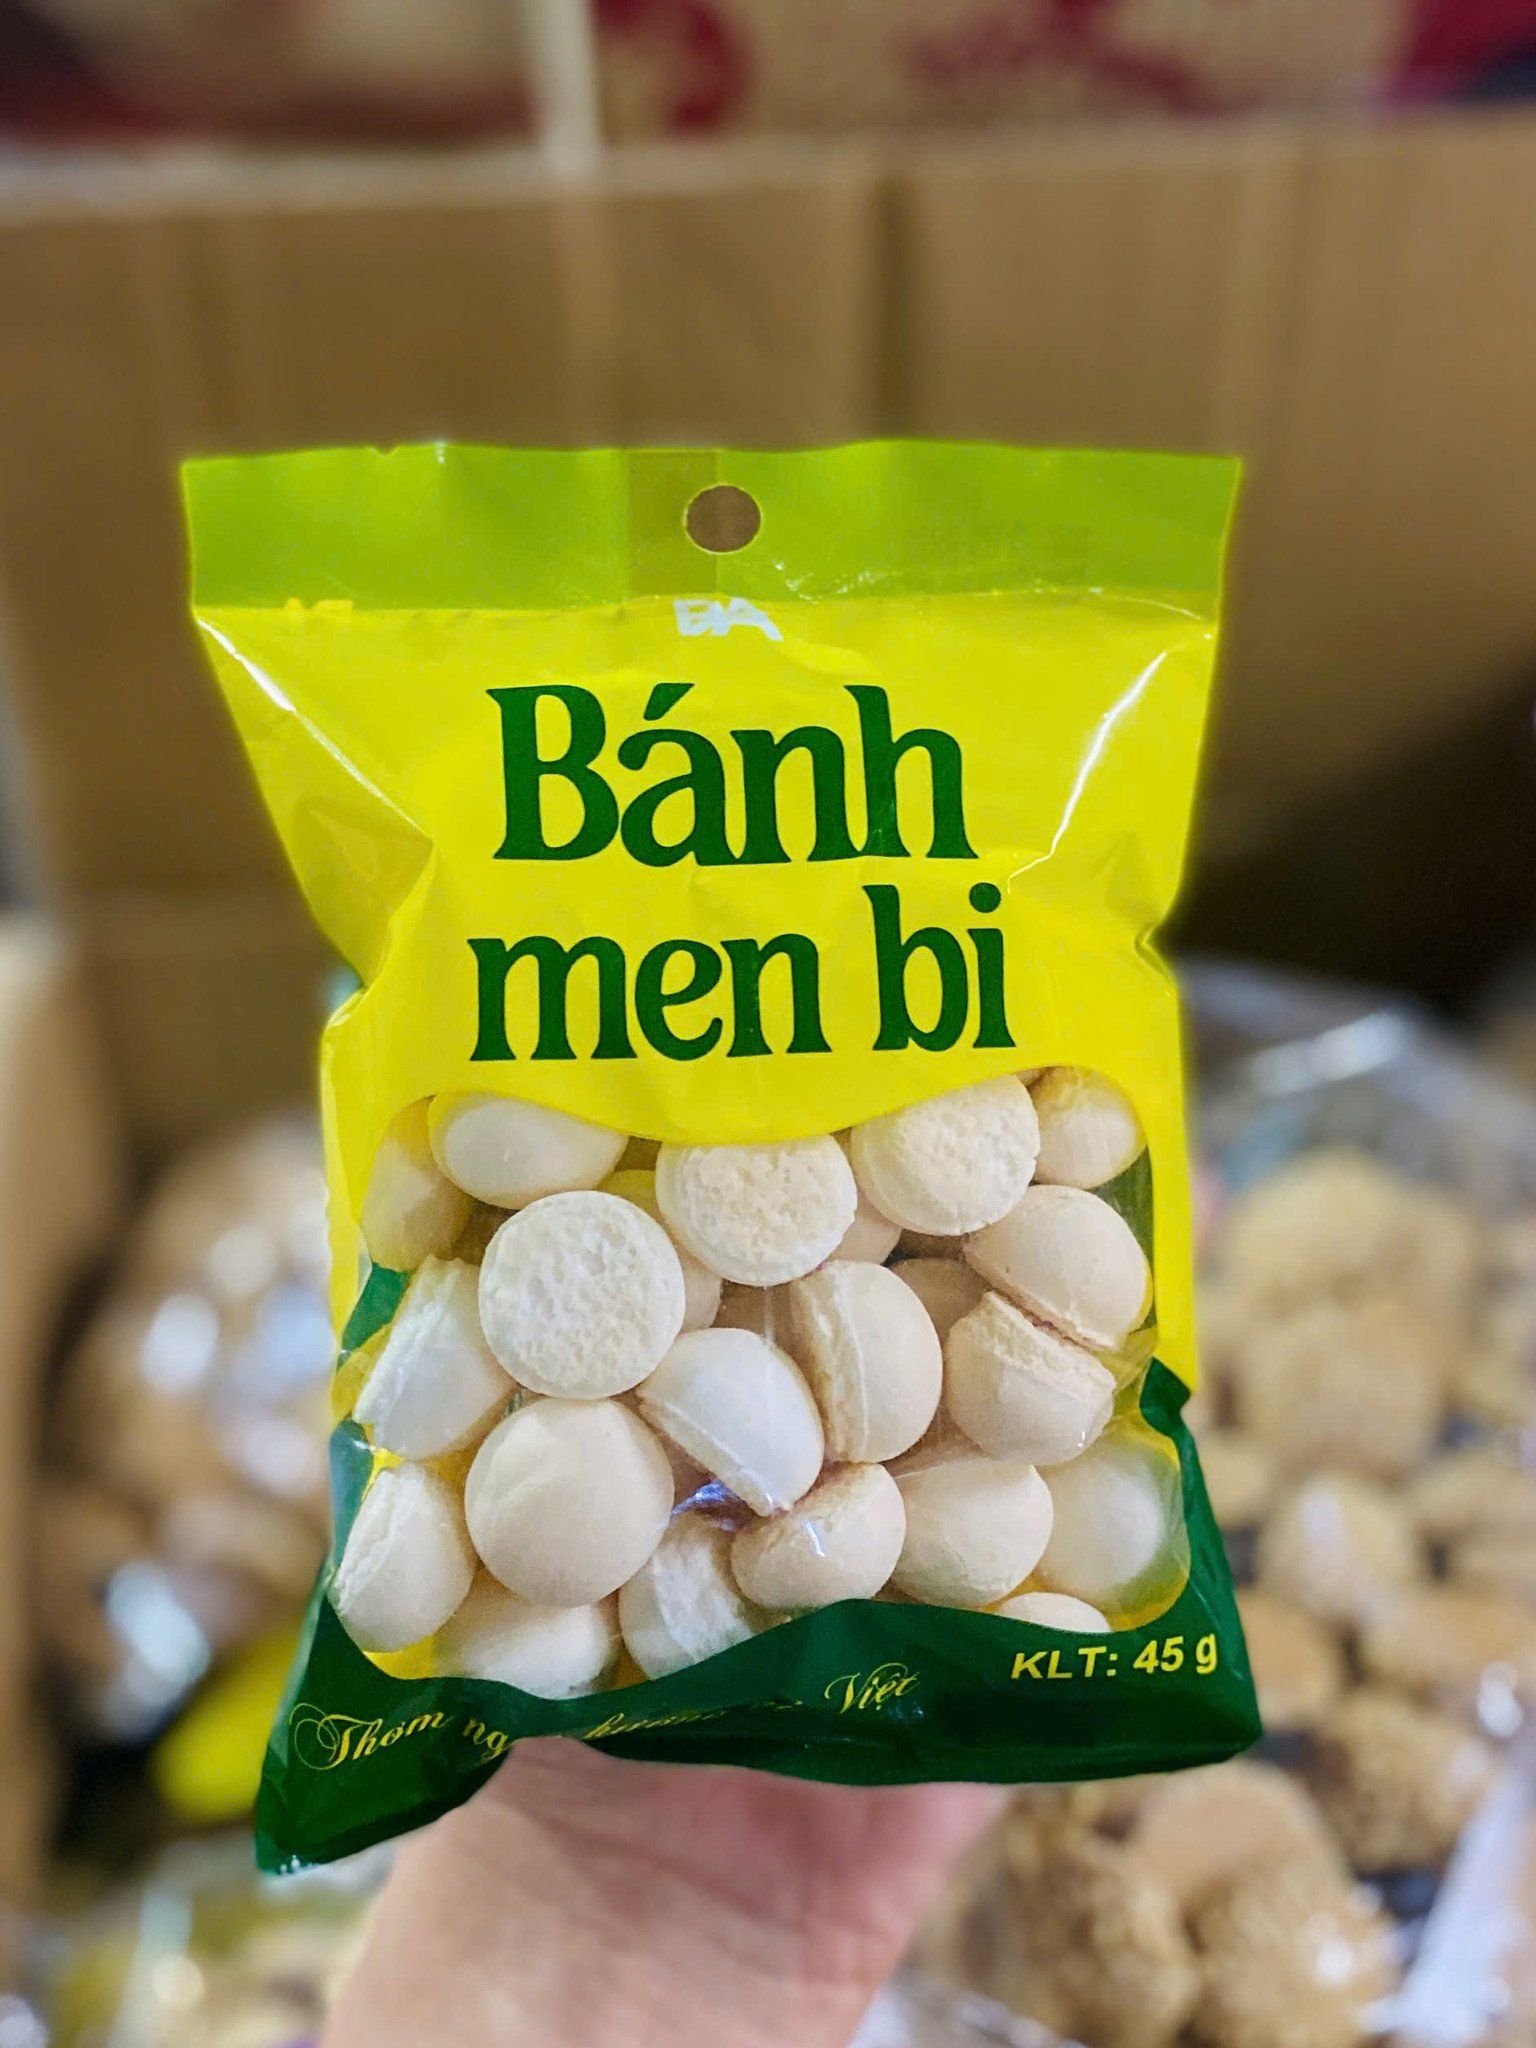 BA
Bánh
men bi
KLT: 45 g
Thơm Việt